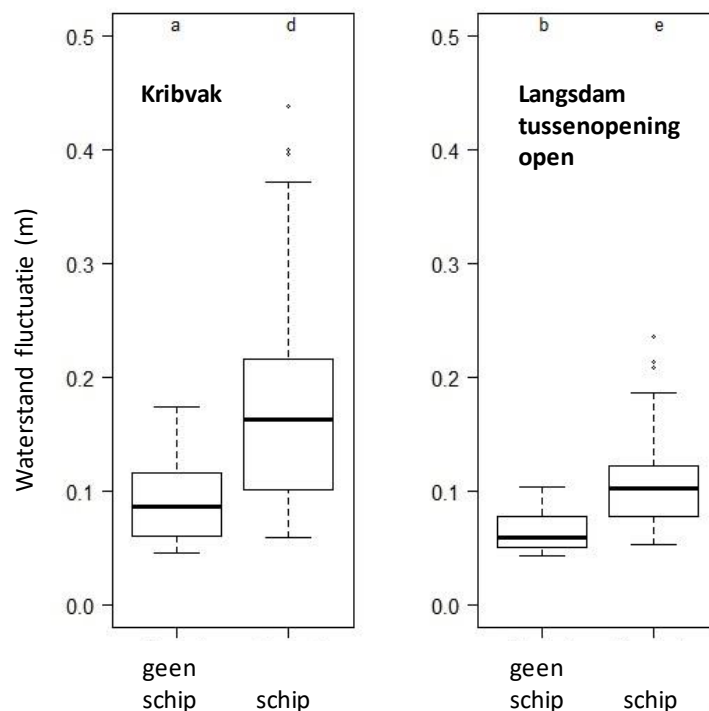 a d
Kribvak
0.5
0.4
0.3
0.2
0.1
0.0
Waterstand fluctuatie (m)
geen
schip schip
b e
Langsdam
tussenopening
open
0.5
0.4
0.3
0.2
0.1
0.0
geen
schip schip